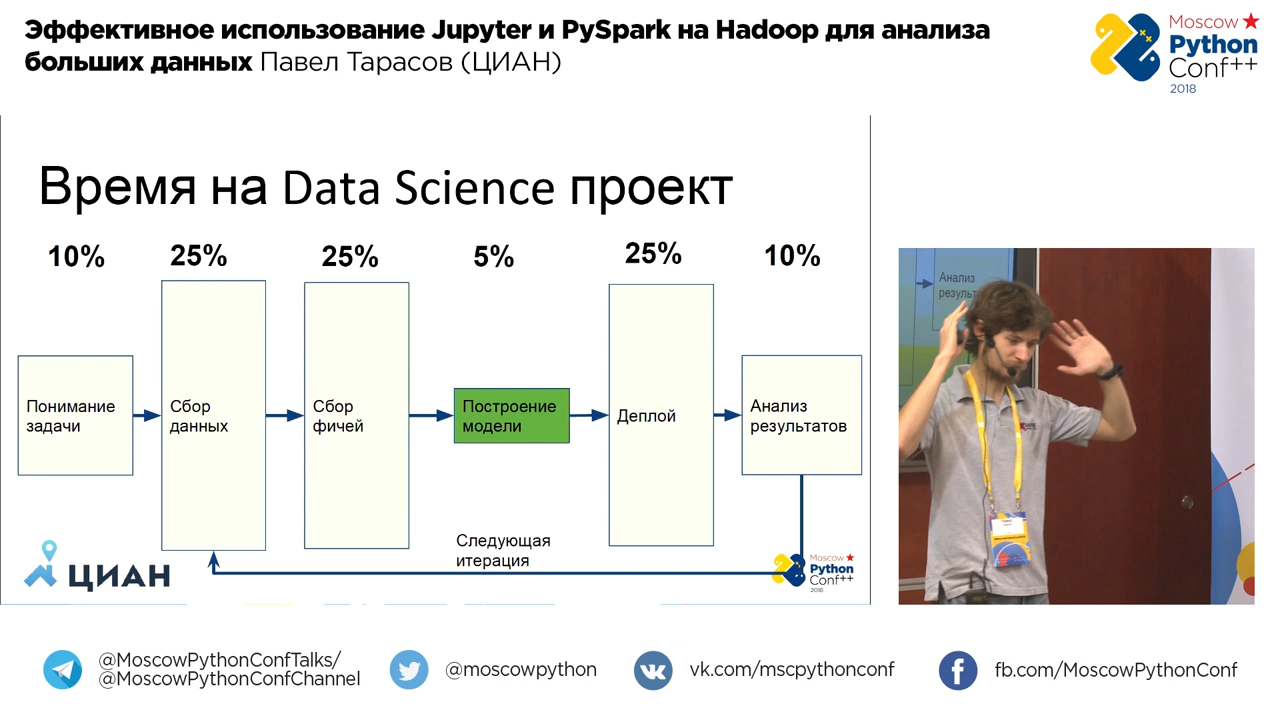 Эффективное использование Jupyter и PySpark на Hadoop для анализа
больших данных Павел Тарасов (ЦИАН)
Moscow
Python
Conf++
2018
Время на Data Science проект
10% 25% 25% 5% 25% 10%
Понимание
задачи
Сбор
данных
Сбор
фичей
Построение
модели
Деплой
Анализ
результатов
Следующая
итерация
ЦИАН
Moscow
Python
Conf++
2018
Анализ
@MoscowPythonConfTalks/
@MoscowPythonConfChannel
@moscowpython
vk.com/mscpythonconf
fb.com/MoscowPythonConf